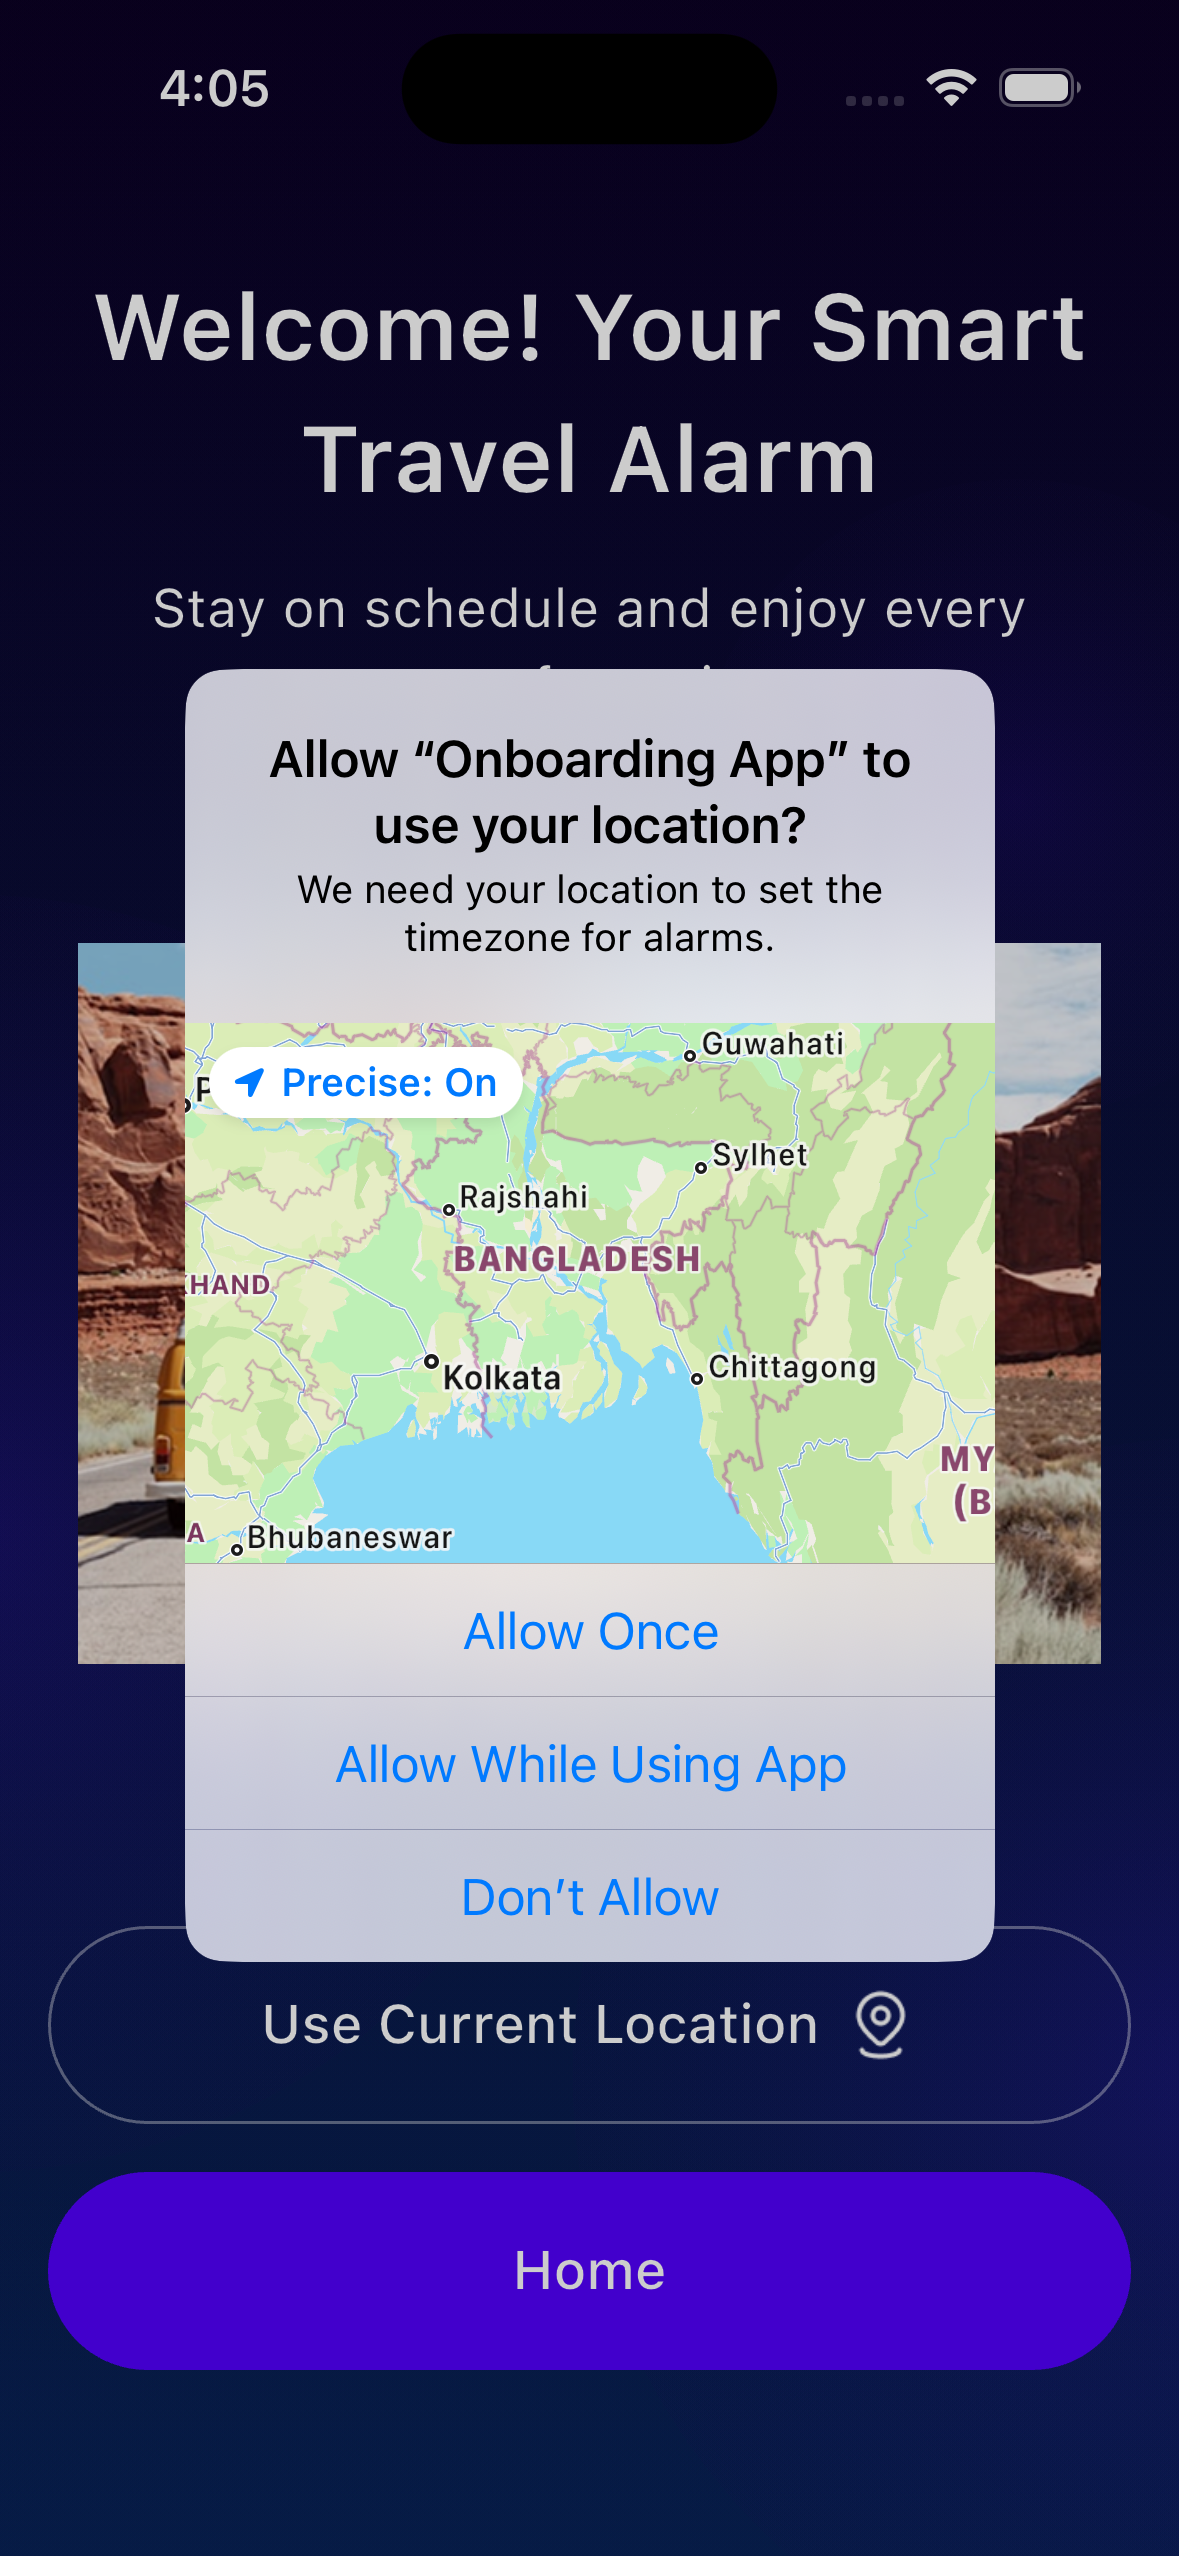 4:05
Welcome! Your Smart
Travel Alarm
Stay on schedule and enjoy every
Allow “Onboarding App” to
use your location?
We need your location to set the
timezone for alarms.
Precise: On
Guwahati
Sylhet
Rajshahi
BANGLADESH
KHAND
Kolkata
Chittagong
MY
(B
A
Bhubaneswar
Allow Once
Allow While Using App
Don’t Allow
Use Current Location
Home